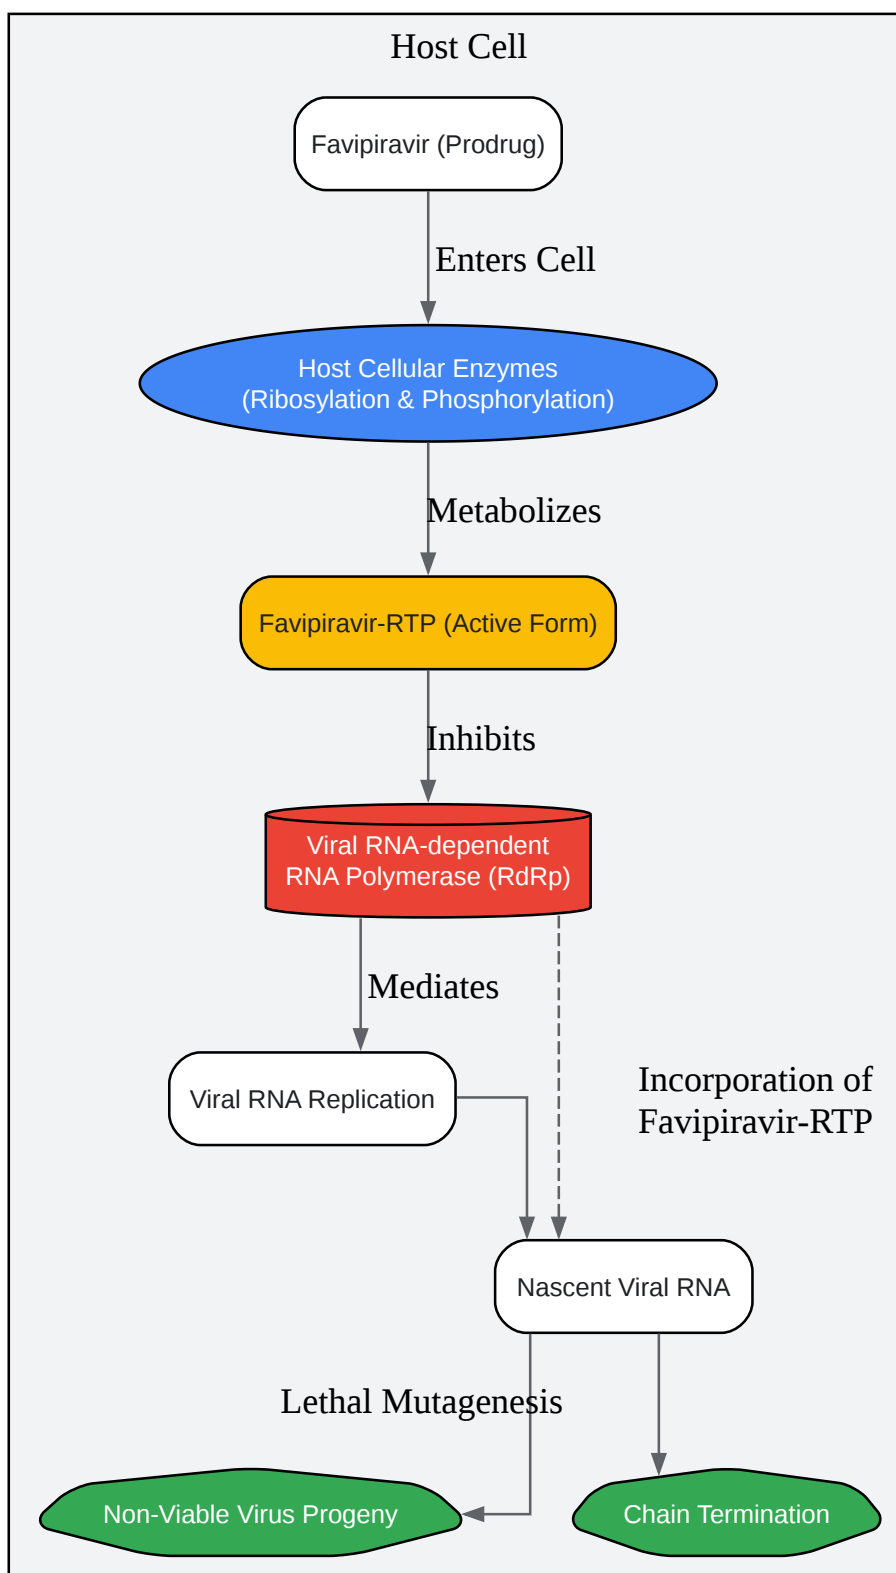 Host Cell
Favipiravir (Prodrug)
Enters Cell
Host Cellular Enzymes
(Ribosylation & Phosphorylation)
Metabolizes
Favipiravir-RTP (Active Form)
Inhibits
Viral RNA-dependent
RNA Polymerase (RdRp)
Mediates
Viral RNA Replication
Incorporation of
Favipiravir-RTP
Nascent Viral RNA
Lethal Mutagenesis
Non-Viable Virus Progeny
Chain Termination